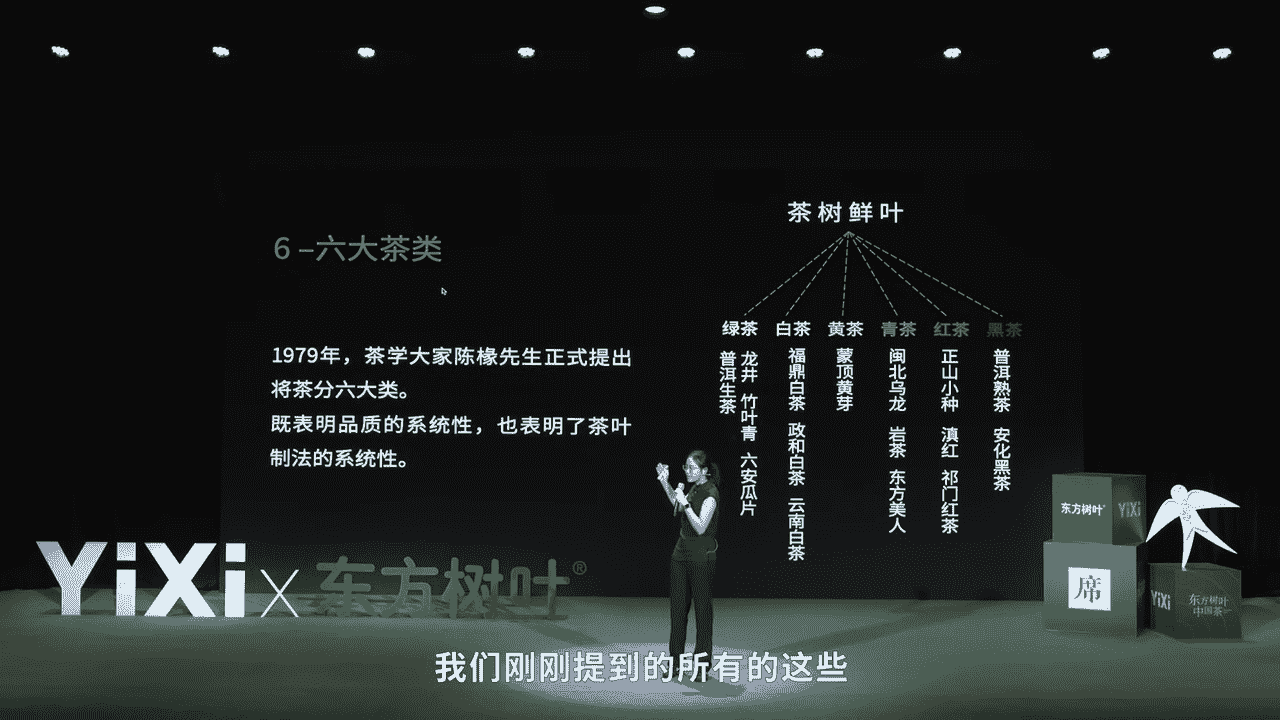 茶树鲜叶
6 –六大茶类
绿茶 白茶 黄茶 青茶 红茶 黑茶
龙井 竹叶青 六安瓜片
普洱生茶
福鼎白茶 政和白茶 云南白茶
蒙顶黄芽
闽北乌龙 岩茶 东方美人
正山小种 滇红 祁门红茶
普洱熟茶 安化黑茶
1979年，茶学大家陈椽先生正式提出
将茶分六大类。
既表明品质的系统性，也表明了茶叶
制法的系统性。
YiXi X 东方树叶®
东方树叶
YiXi
席
YiXi
东方树叶
中国茶
我们刚刚提到的所有的这些